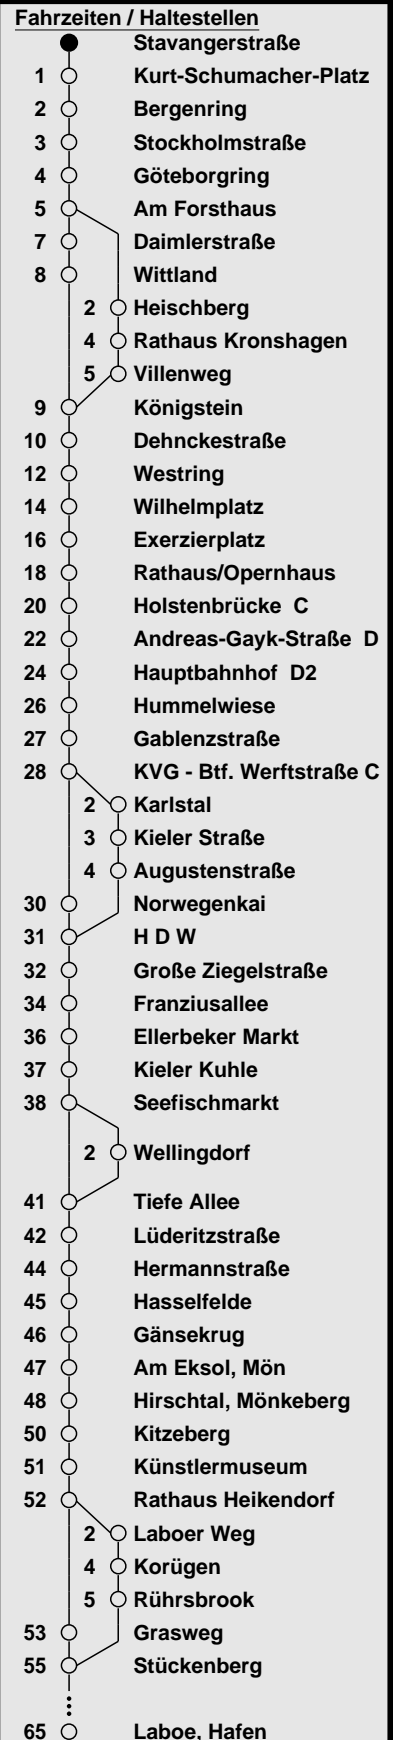 Fahrzeiten / Haltestellen
Stavangerstraße
1 Kurt-Schumacher-Platz
2 Bergenring
3 Stockholmstraße
4 Göteborgring
5 Am Forsthaus
7 Daimlerstraße
8 Wittland
2 Heischberg
4 Rathaus Kronshagen
5 Villenweg
9 Königstein
10 Dehnckestraße
12 Westring
14 Wilhelmplatz
16 Exerzierplatz
18 Rathaus/Opernhaus
20 Holstenbrücke C
22 Andreas-Gayk-Straße D
24 Hauptbahnhof D2
26 Hummelwiese
27 Gablenzstraße
28 KVG - Btf. Werftstraße C
2 Karlstal
3 Kieler Straße
4 Augustenstraße
30 Norwegenkai
31 H D W
32 Große Ziegelstraße
34 Franziusallee
36 Ellerbeker Markt
37 Kieler Kuhle
38 Seefischmarkt
2 Wellingdorf
41 Tiefe Allee
42 Lüderitzstraße
44 Hermannstraße
45 Hasselfelde
46 Gänsekrug
47 Am Eksol, Mön
48 Hirschtal, Mönkeberg
50 Kitzeberg
51 Künstlermuseum
52 Rathaus Heikendorf
2 Laboer Weg
4 Korügen
5 Rührsbrook
53 Grasweg
55 Stückenberg
65 Laboe, Hafen